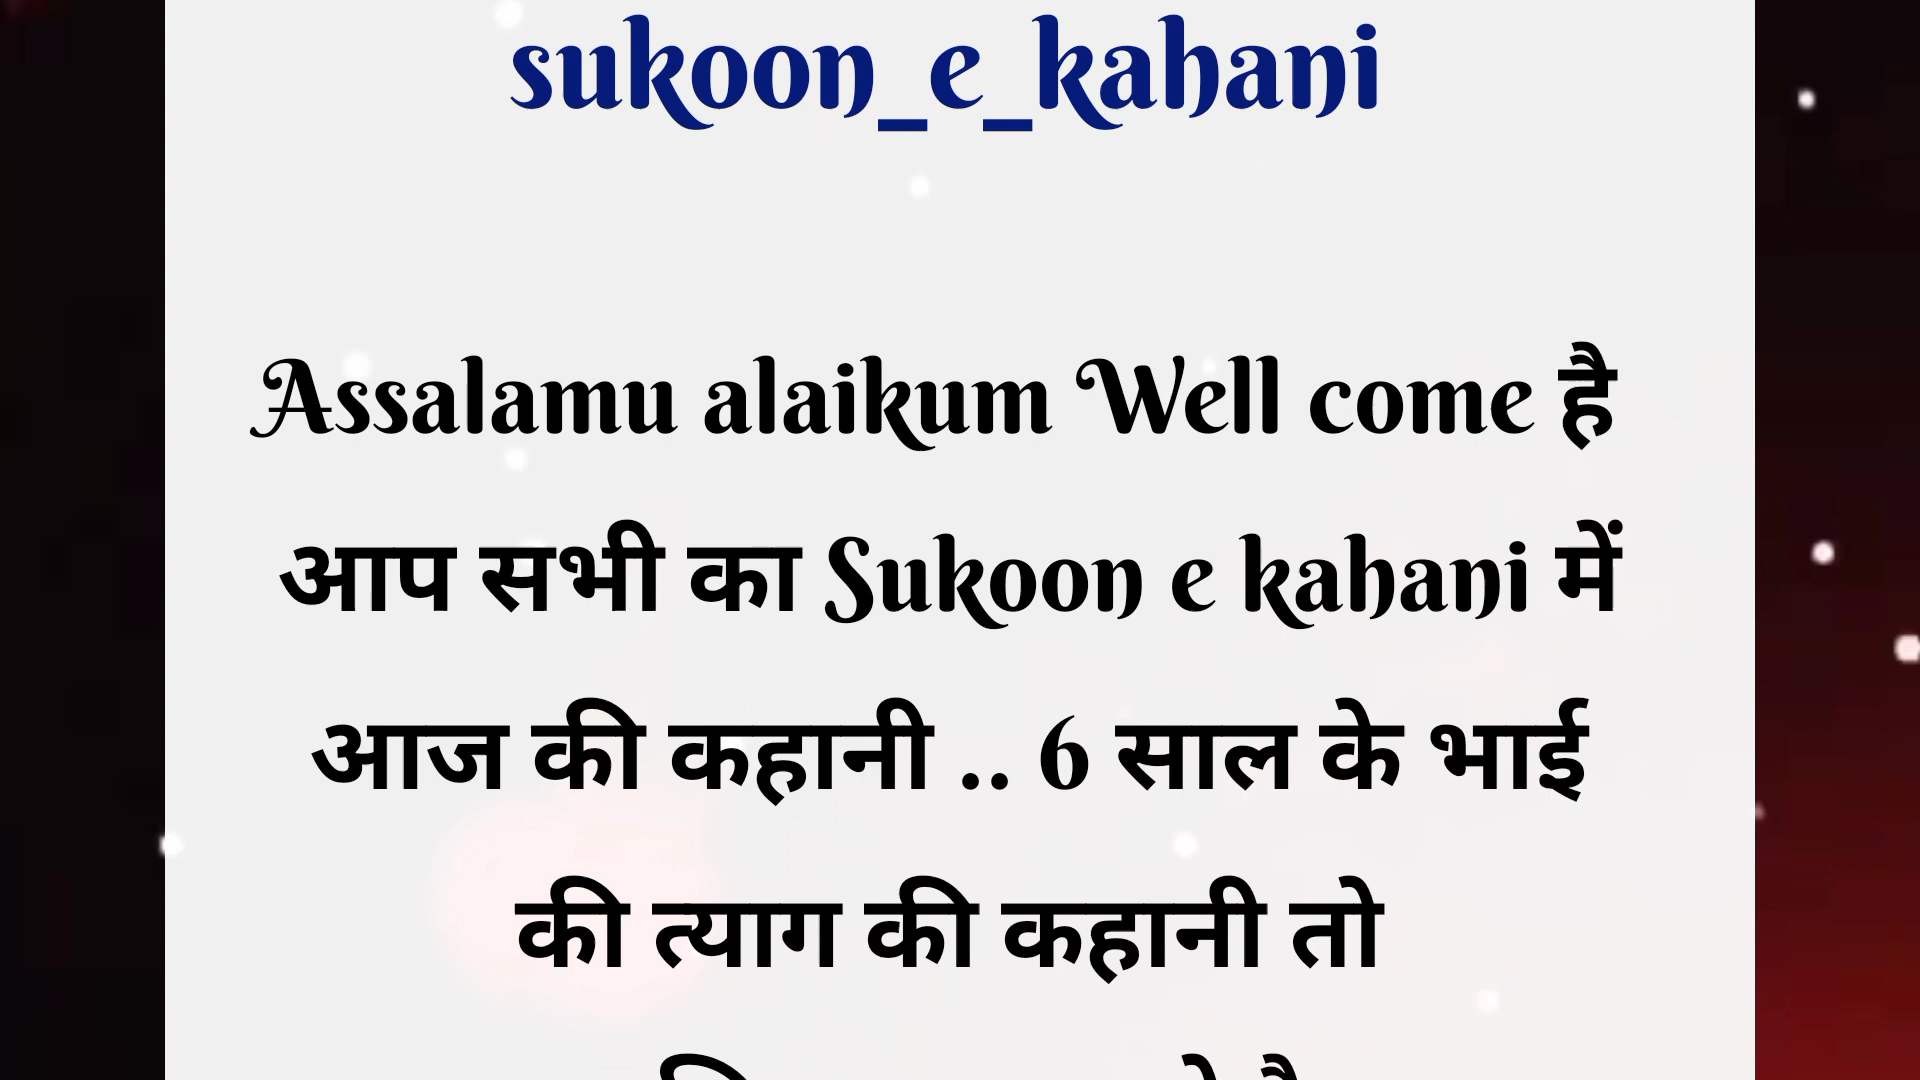 sukoon_e_kahani
Assalamu alaikum Well come है
आप सभी का Sukoon e kahani में
आज की कहानी .. 6 साल के भाई
की त्याग की कहानी तो